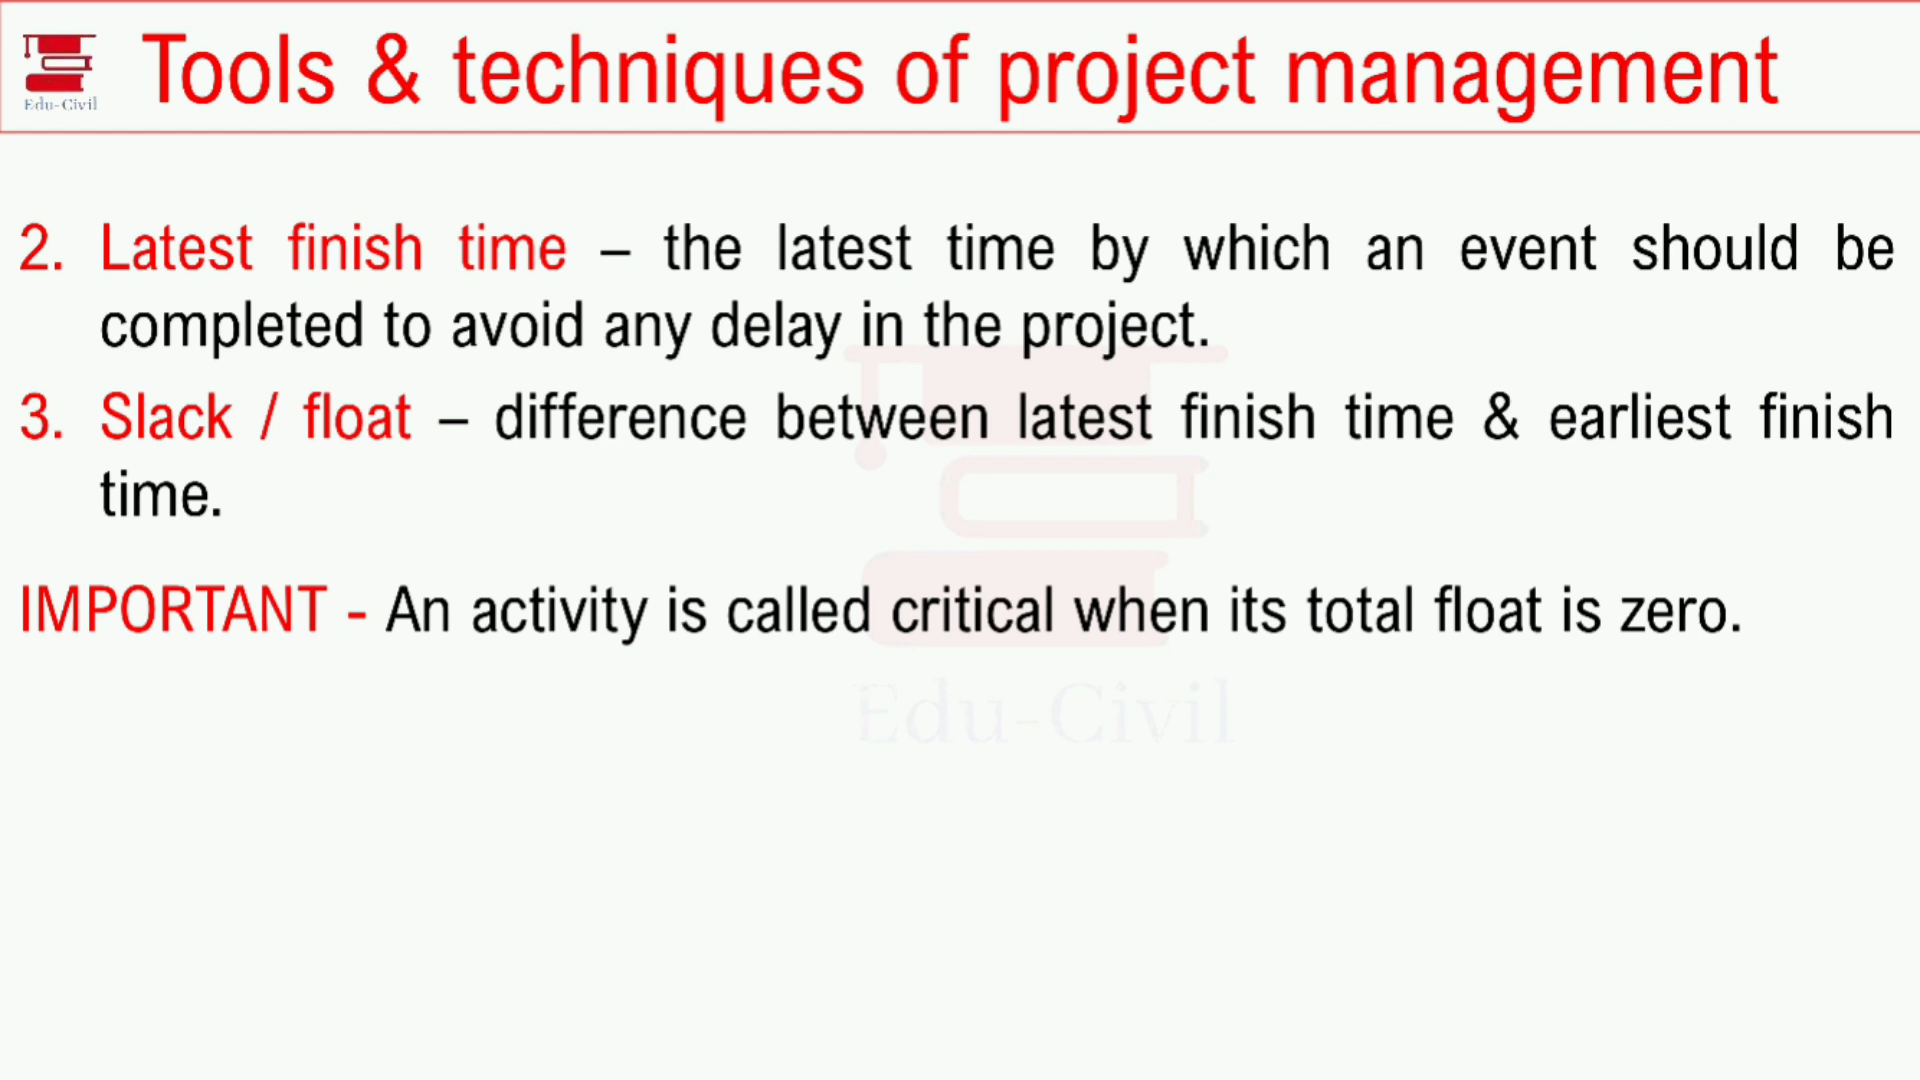 Edu-Civil
Tools & techniques of project management
2. Latest finish time – the latest time by which an event should be
completed to avoid any delay in the project.
3. Slack / float – difference between latest finish time & earliest finish
time.
IMPORTANT - An activity is called critical when its total float is zero.
Edu-Civil